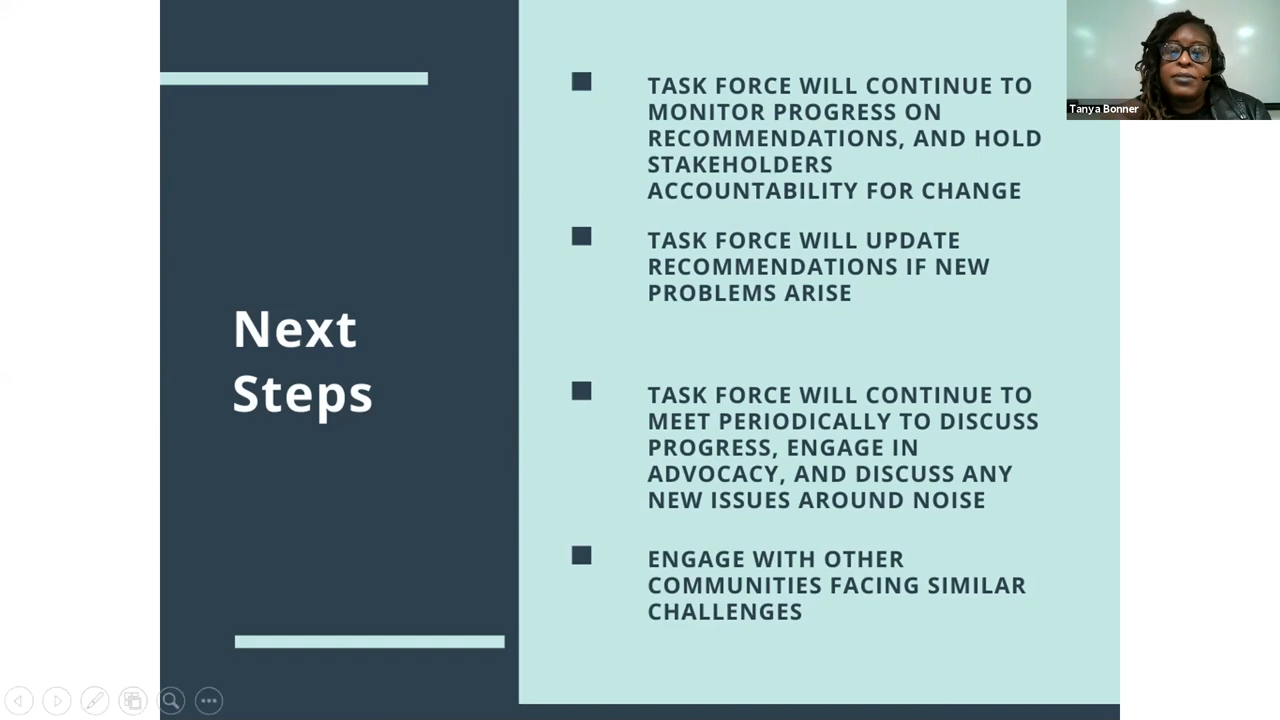 Next
Steps
TASK FORCE WILL CONTINUE TO
MONITOR PROGRESS ON
RECOMMENDATIONS, AND HOLD
STAKEHOLDERS
ACCOUNTABILITY FOR CHANGE
TASK FORCE WILL UPDATE
RECOMMENDATIONS IF NEW
PROBLEMS ARISE
TASK FORCE WILL CONTINUE TO
MEET PERIODICALLY TO DISCUSS
PROGRESS, ENGAGE IN
ADVOCACY, AND DISCUSS ANY
NEW ISSUES AROUND NOISE
ENGAGE WITH OTHER
COMMUNITIES FACING SIMILAR
CHALLENGES
Tanya Bonner